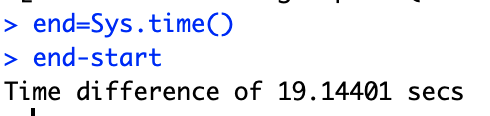 > end=Sys.time()
> end-start
Time difference of 19.14401 secs